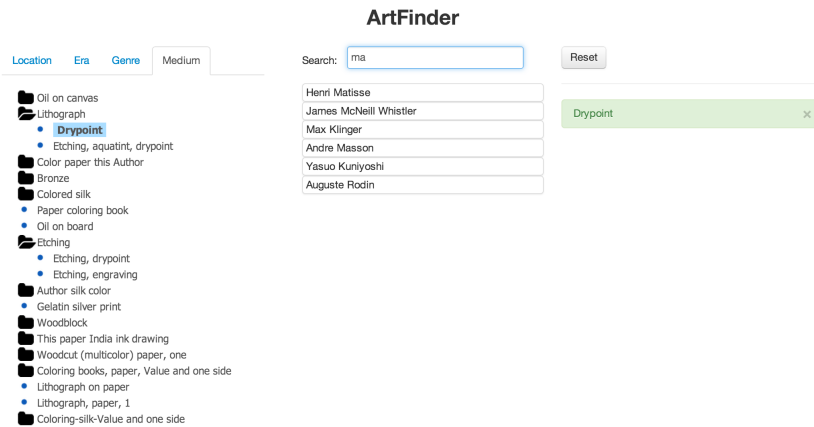 ArtFinder
Location Era Genre Medium
Oil on canvas
Lithograph
Drypoint
Etching, aquatint, drypoint
Color paper this Author
Bronze
Colored silk
Paper coloring book
Oil on board
Etching
Etching, drypoint
Etching, engraving
Author silk color
Gelatin silver print
Woodblock
This paper India ink drawing
Woodcut (multicolor) paper, one
Coloring books, paper, Value and one side
Lithograph on paper
Lithograph, paper, 1
Coloring-silk-Value and one side
Search: ma
Henri Matisse
James McNeill Whistler
Max Klinger
Andre Masson
Yasuo Kuniyoshi
Auguste Rodin
Reset
Drypoint ×